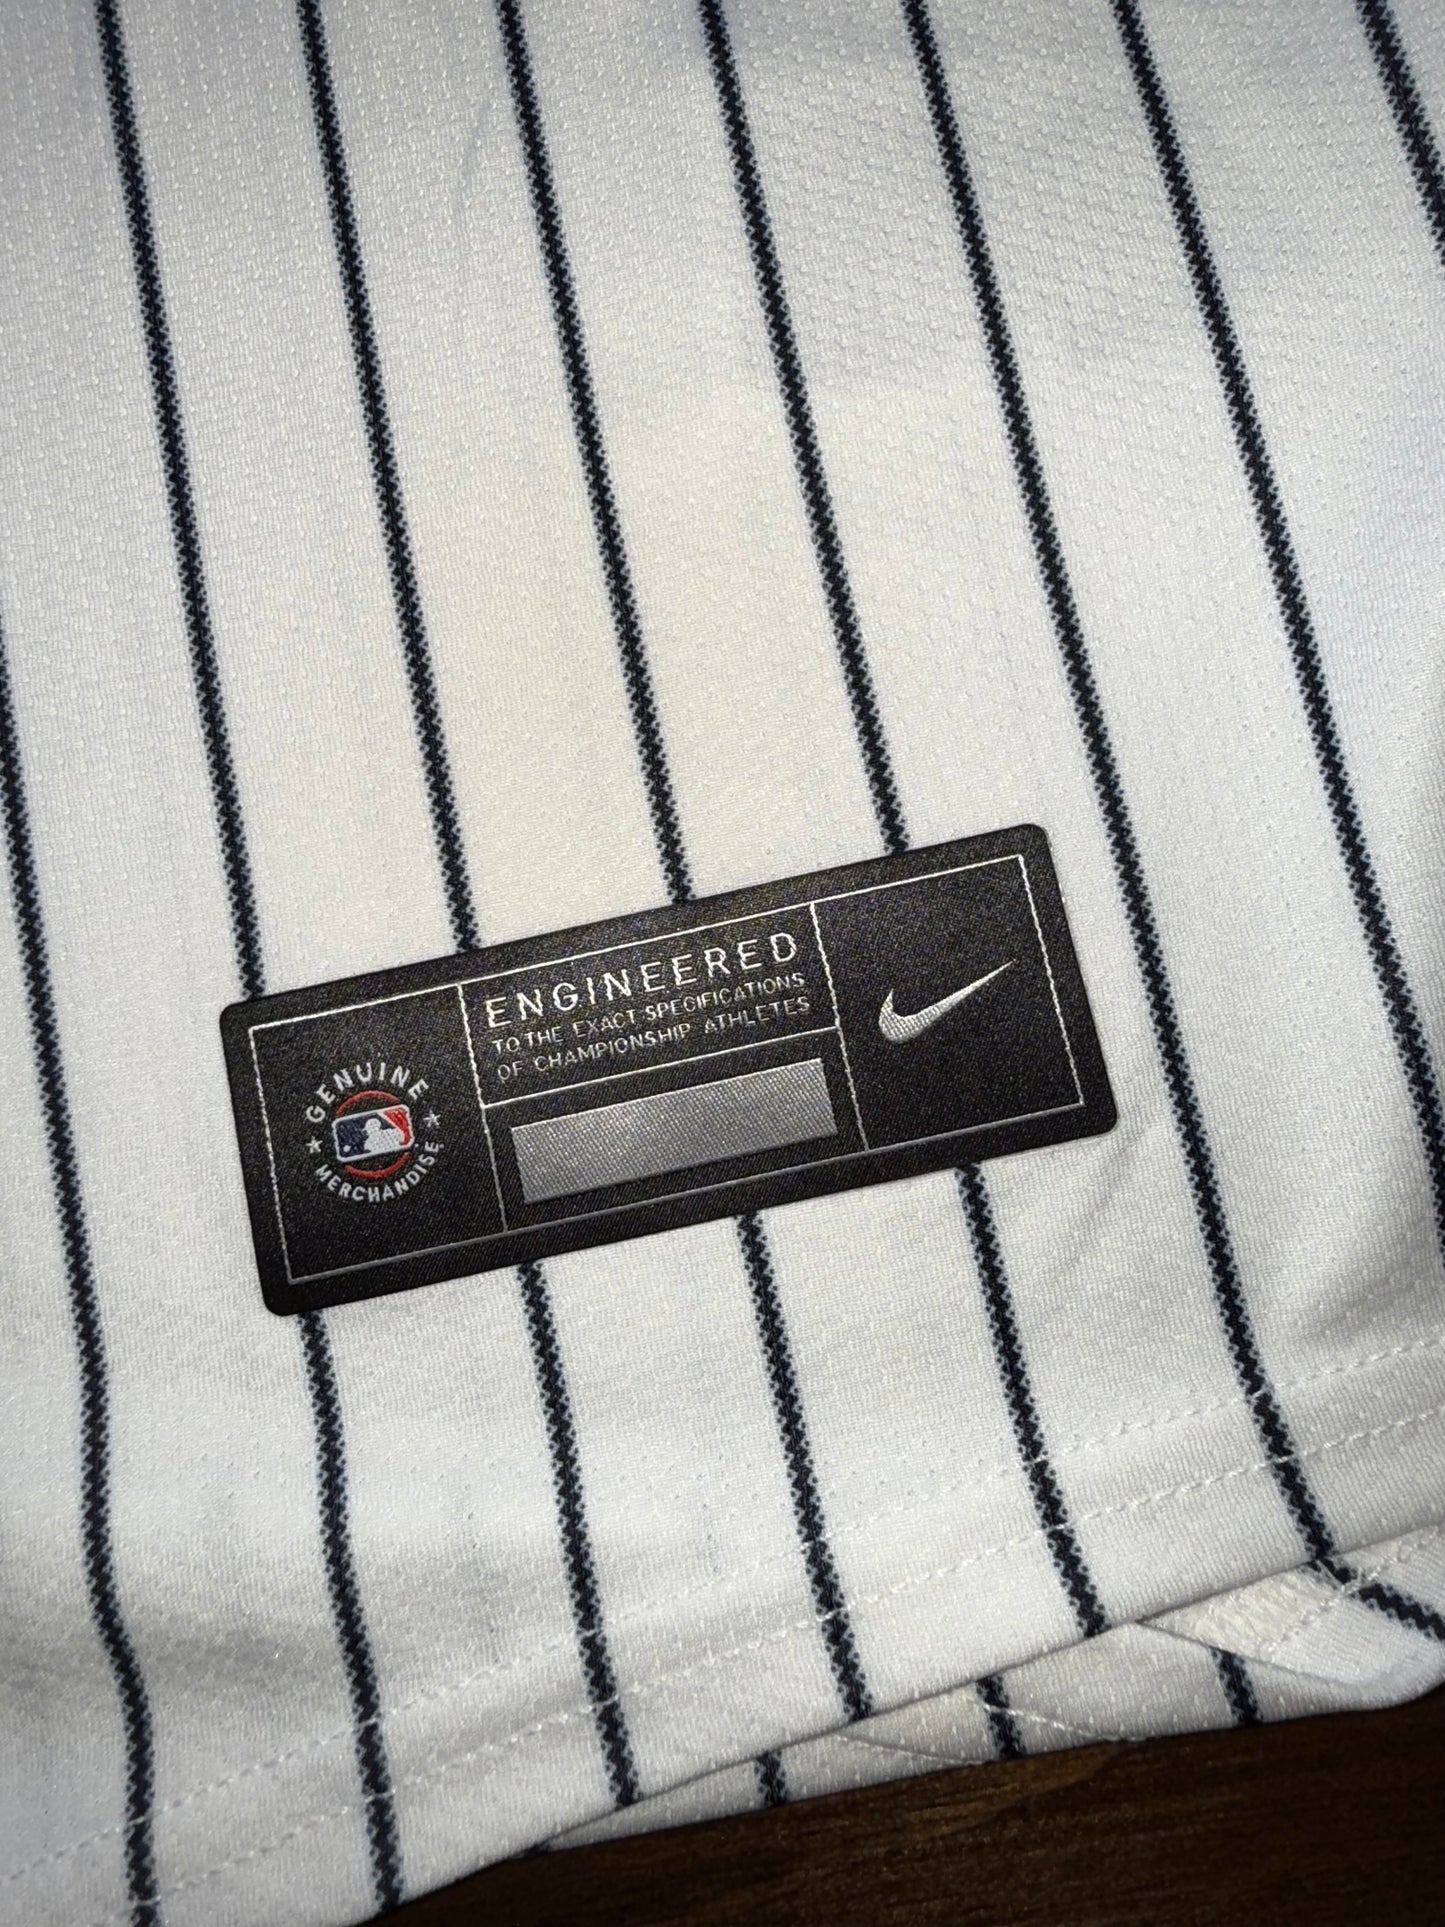 GENUINE
MERCHANDISE
ENGINEERED
TO THE EXACT SPECIFICATIONS
OF CHAMPIONSHIP ATHLETES